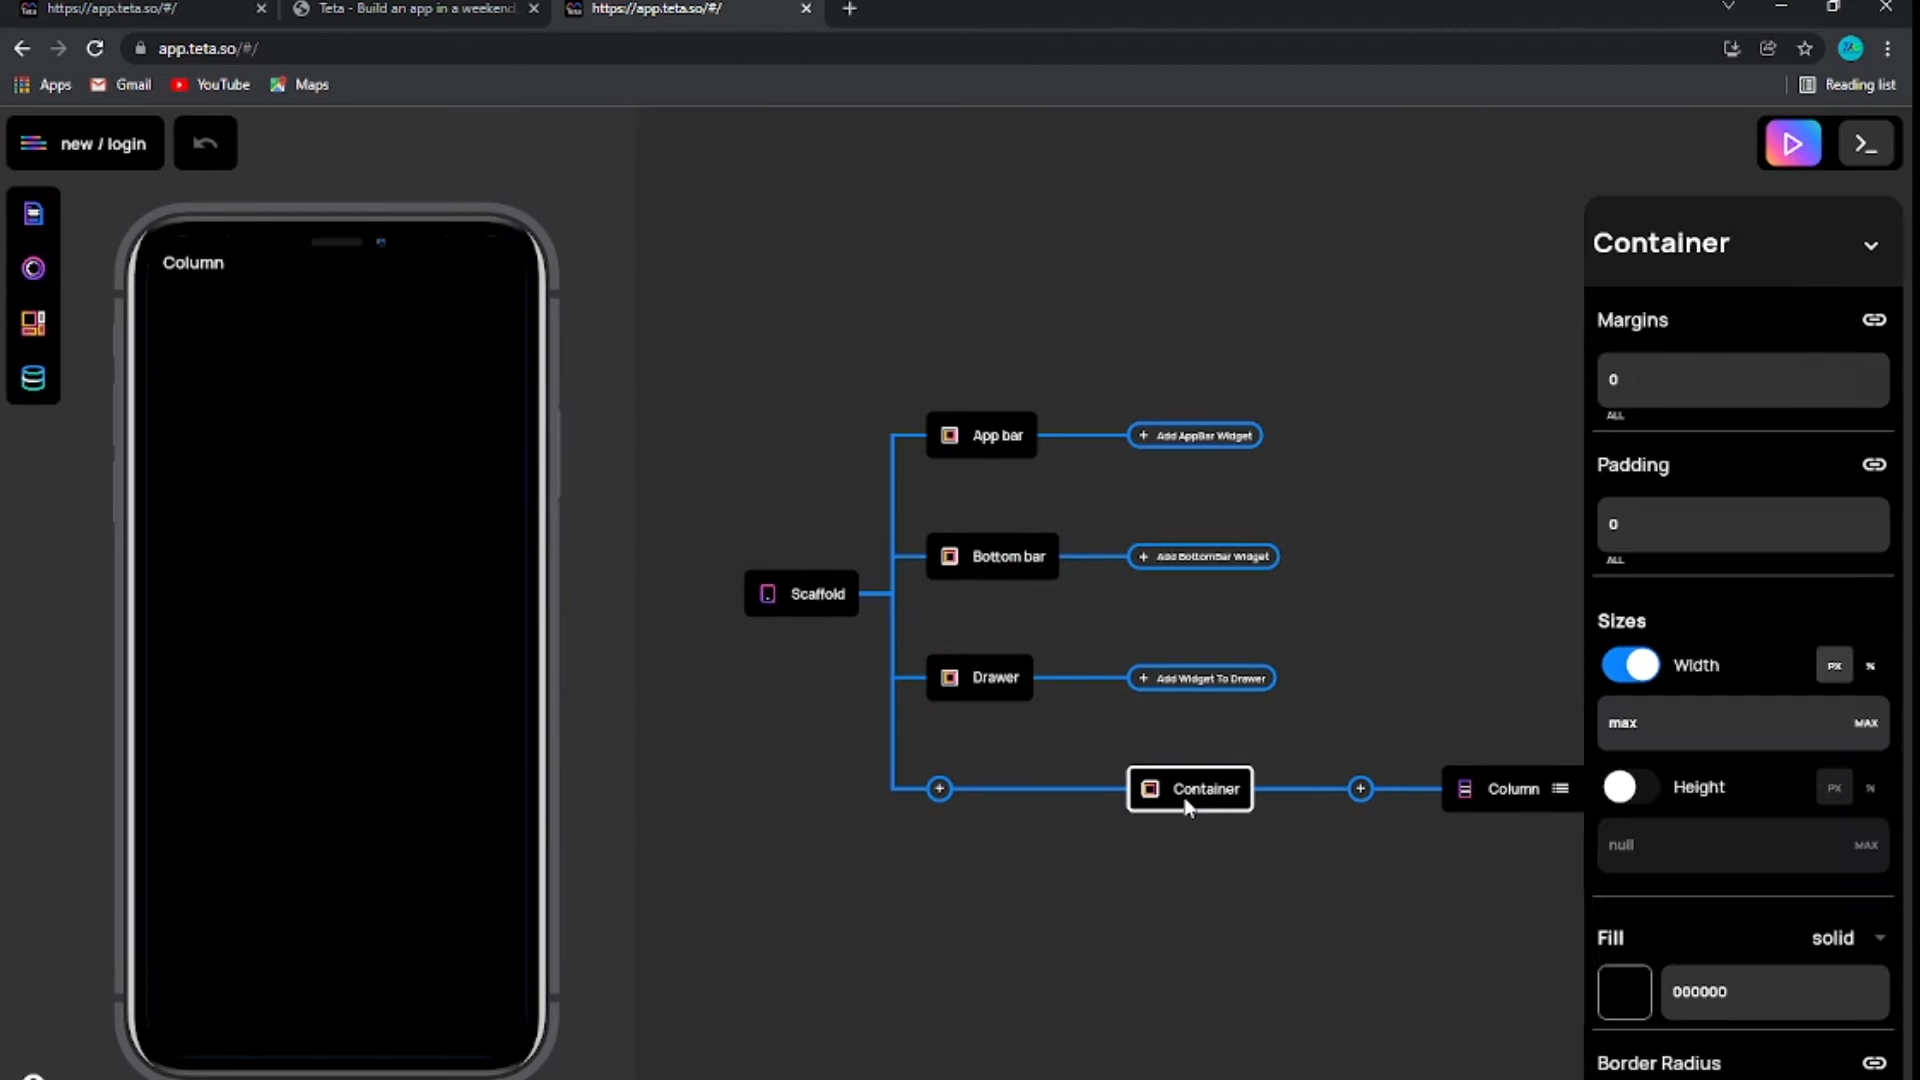 https://app.teta.so/#/
Teta - Build an app in a weekend
https://app.teta.so/#/
app.teta.so/#/
Apps
Gmail
YouTube
Maps
Reading list
new / login
Column
Scaffold
App bar
+ Add AppBar Widget
Bottom bar
+ Add BottomBar Widget
Drawer
+ Add Widget To Drawer
+
Container
+
Column
Container
Margins
0
ALL
Padding
0
ALL
Sizes
Width
PX
%
max
MAX
Height
PX
%
null
MAX
Fill
solid
000000
Border Radius